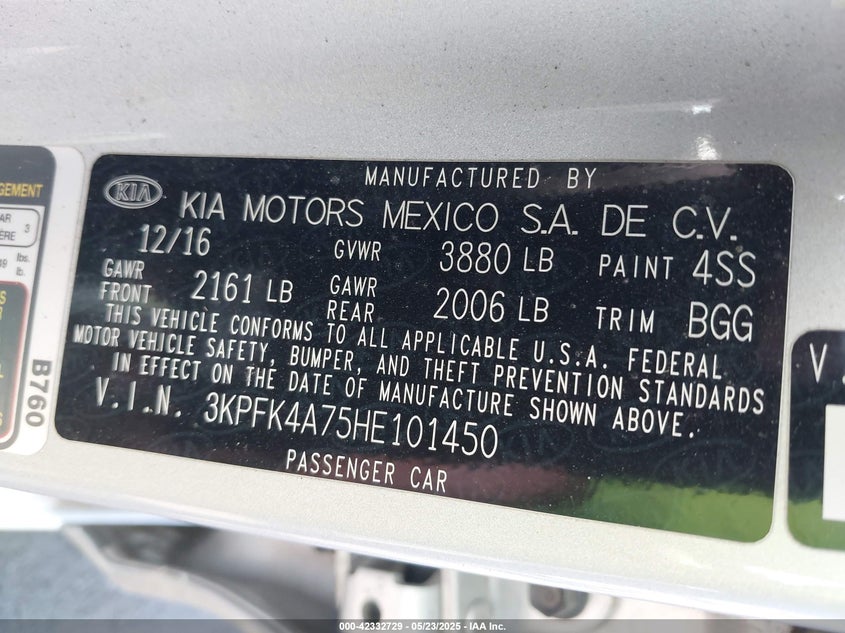 MANUFACTURED BY
KIA
KIA MOTORS MEXICO S.A. DE C.V.
12/16 GVWR 3880 LB PAINT 4SS
GAWR FRONT 2161 LB GAWR REAR 2006 LB TRIM BGG
THIS VEHICLE CONFORMS TO ALL APPLICABLE U.S.A. FEDERAL
MOTOR VEHICLE SAFETY, BUMPER, AND THEFT PREVENTION STANDARDS
IN EFFECT ON THE DATE OF MANUFACTURE SHOWN ABOVE.
V.I.N. 3KPFK4A75HE101450
PASSENGER CAR
B760
3
lbs.
lb.
V.
000-42332729 - 05/23/2025 - IAA Inc.